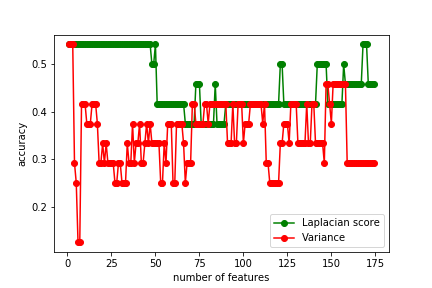 0.5
0.4
0.3
0.2
accuracy
0 25 50 75 100 125 150 175
number of features
Laplacian score
Variance